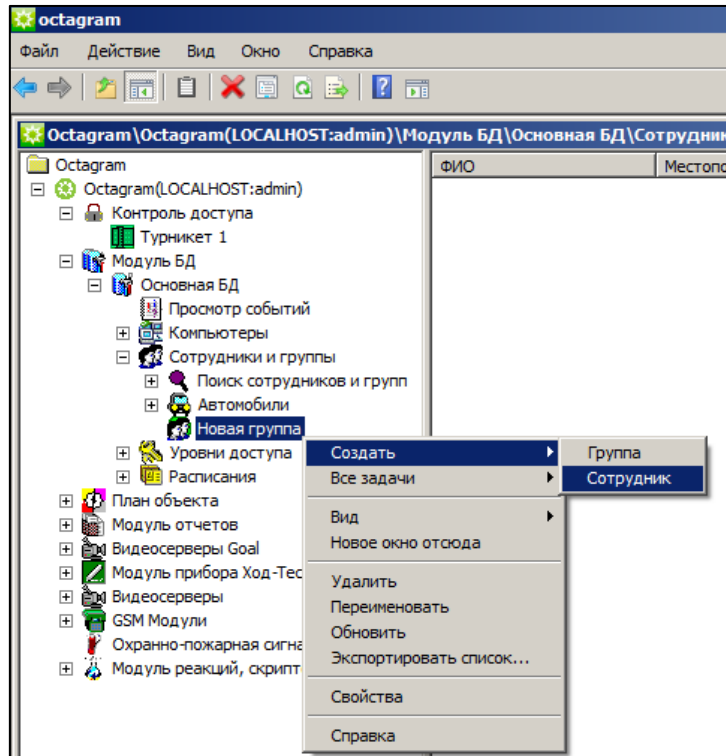 octagram
Файл Действие Вид Окно Справка
Octagram\Octagram(LOCALHOST:admin)\Модуль БД\Основная БД\Сотрудник
Octagram
ФИО
Octagram(LOCALHOST:admin)
Контроль доступа
Турникет 1
Модуль БД
Основная БД
Просмотр событий
Компьютеры
Сотрудники и группы
Поиск сотрудников и групп
Автомобили
Новая группа
Уровни доступа
Расписания
План объекта
Модуль отчетов
Видеосерверы Goal
Модуль прибора Ход-Тес
Видеосерверы
GSM Модули
Охранно-пожарная сигна
Модуль реакций, скрипт
Создать
Все задачи
Вид
Новое окно отсюда
Удалить
Переименовать
Обновить
Экспортировать список...
Свойства
Справка
Группа
Сотрудник